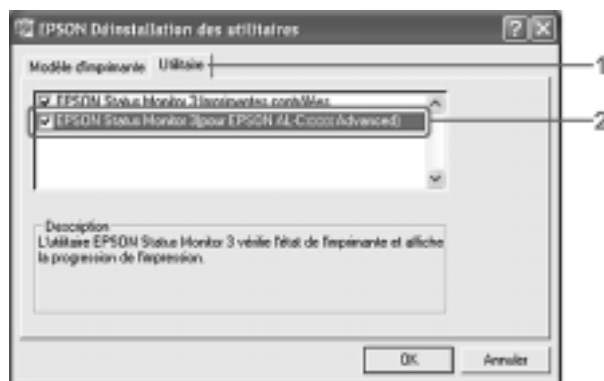 EPSON Désinstallation des utilitaires
Modèle d'imprimante Utilitaire
1
EPSON Status Monitor 3 Imprimantes contrôlées
EPSON Status Monitor 3(pour EPSON AL-Cxxxx Advanced)
2
Description
L'utilitaire EPSON Status Monitor 3 vérifie l'état de l'imprimante et affiche
la progression de l'impression.
OK
Annuler